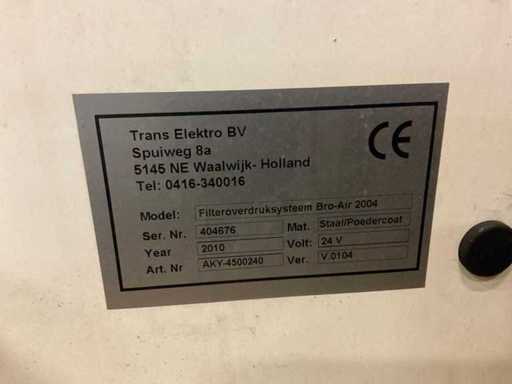 Trans Elektro BV
Spuiweg 8a
5145 NE Waalwijk- Holland
Tel: 0416-340016
CE
Model: Filteroverdruksysteem Bro-Air 2004
Ser. Nr. 404676 Mat. Staal/Poedercoat
Year 2010 Volt: 24 V
Art. Nr AKY-4500240 Ver. V.0104